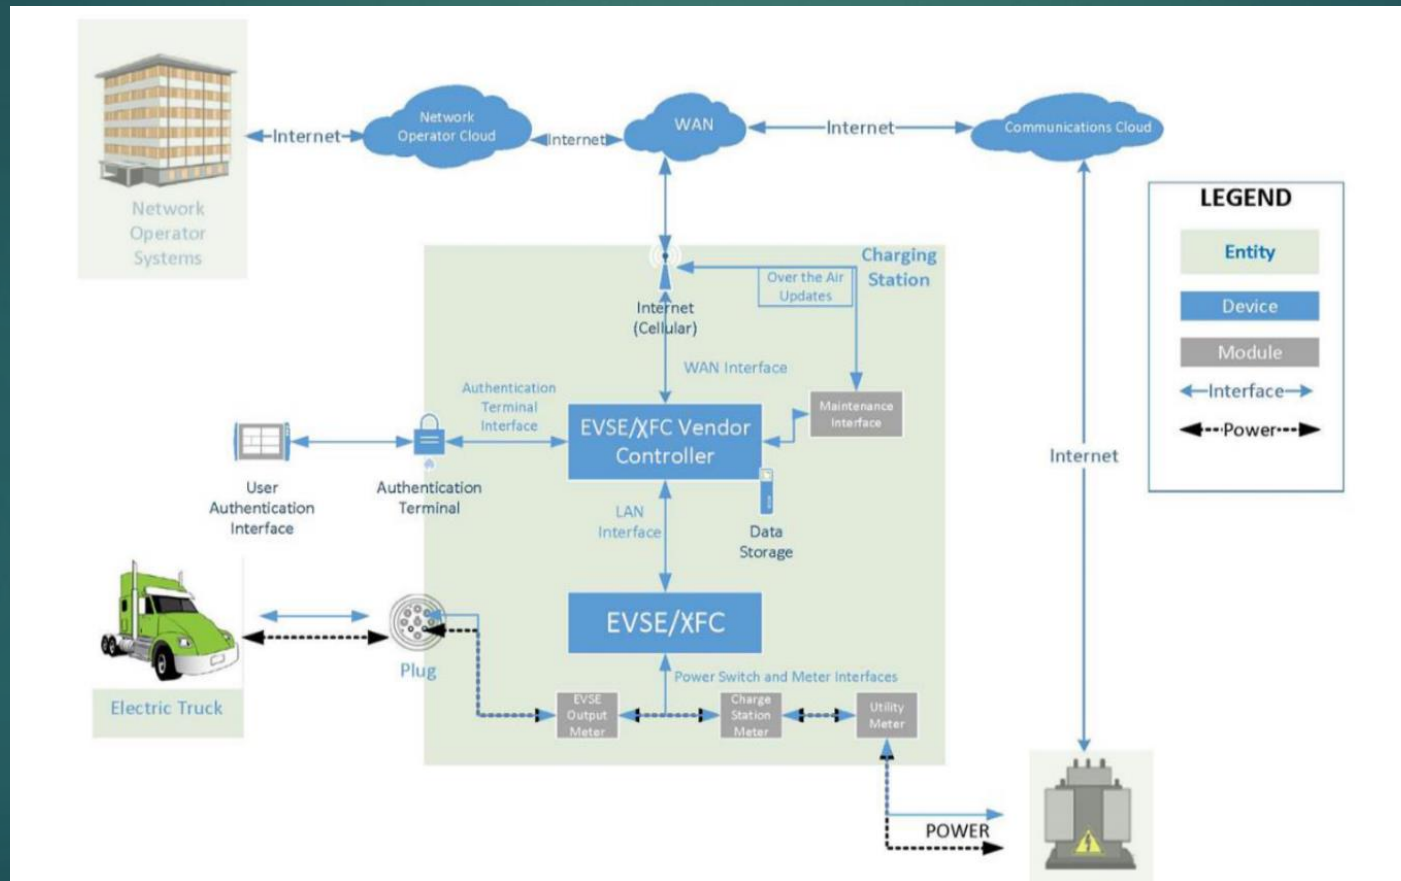 Network
Operator Cloud
WAN
Communications Cloud
Internet
Internet
Internet
Network
Operator
Systems
LEGEND
Entity
Device
Module
Interface
Power
Charging
Station
Over the Air
Updates
Internet
(Cellular)
WAN Interface
Authentication
Terminal
Interface
EVSE/XFC Vendor
Controller
Maintenance
Interface
Internet
User
Authentication
Interface
Authentication
Terminal
LAN
Interface
Data
Storage
EVSE/XFC
Plug
Power Switch and Meter Interfaces
Electric Truck
EVSE
Output
Meter
Charge
Station
Meter
Utility
Meter
POWER